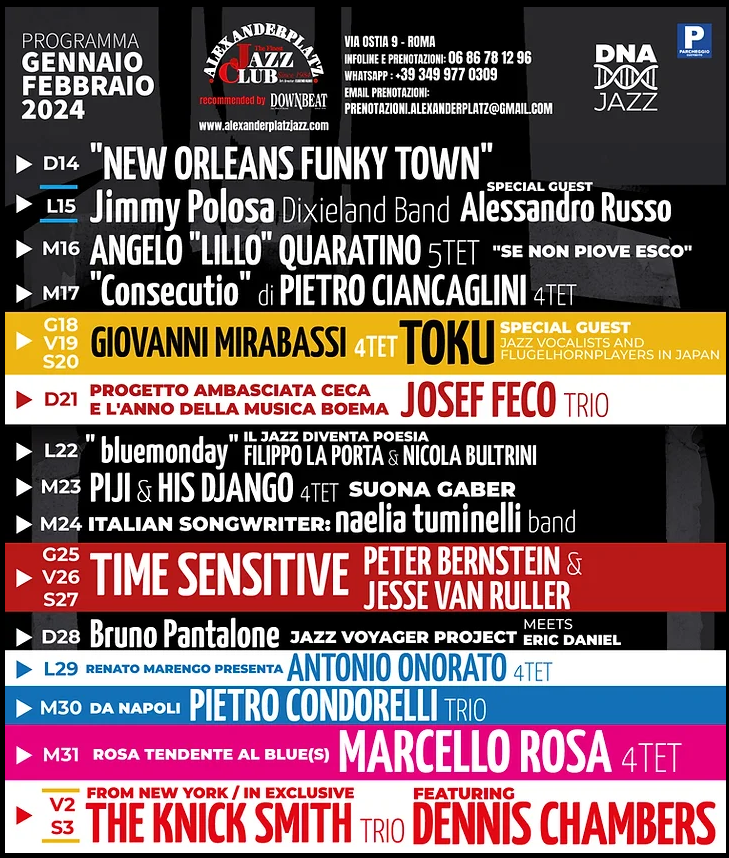 PROGRAMMA
GENNAIO
FEBBRAIO
2024
ALEXANDERPLATZ
The Finest
JAZZ
CLUB
Since 1984
recommended by DOWNBEAT
www.alexanderplatzjazz.com
VIA OSTIA 9 - ROMA
INFOLINE E PRENOTAZIONI: 06 86 78 12 96
WHATSAPP : +39 349 977 0309
EMAIL PRENOTAZIONI:
PRENOTAZIONI.ALEXANDERPLATZ@GMAIL.COM
DNA
JAZZ
P
PARCHEGGIO
D14 "NEW ORLEANS FUNKY TOWN"
SPECIAL GUEST
L15 Jimmy Polosa Dixieland Band Alessandro Russo
M16 ANGELO "LILLO" QUARATINO 5TET "SE NON PIOVE ESCO"
M17 "Consecutio" di PIETRO CIANCAGLINI 4TET
G18
V19
S20
GIOVANNI MIRABASSI 4TET TOKU
SPECIAL GUEST
JAZZ VOCALISTS AND
FLUGELHORNPLAYERS IN JAPAN
D21
PROGETTO AMBASCIATA CECA
E L'ANNO DELLA MUSICA BOEMA
JOSEF FECO TRIO
L22 " bluemonday"
IL JAZZ DIVENTA POESIA
FILIPPO LA PORTA & NICOLA BULTRINI
M23 PIJI & HIS DJANGO 4TET SUONA GABER
M24 ITALIAN SONGWRITER: naelia tuminelli band
G25
V26
S27
TIME SENSITIVE
PETER BERNSTEIN &
JESSE VAN RULLER
D28 Bruno Pantalone JAZZ VOYAGER PROJECT
MEETS
ERIC DANIEL
L29 RENATO MARENGO PRESENTA ANTONIO ONORATO 4TET
M30 DA NAPOLI PIETRO CONDORELLI TRIO
M31 ROSA TENDENTE AL BLUE(S) MARCELLO ROSA 4TET
V2
S3
FROM NEW YORK / IN EXCLUSIVE
THE KNICK SMITH TRIO
FEATURING
DENNIS CHAMBERS